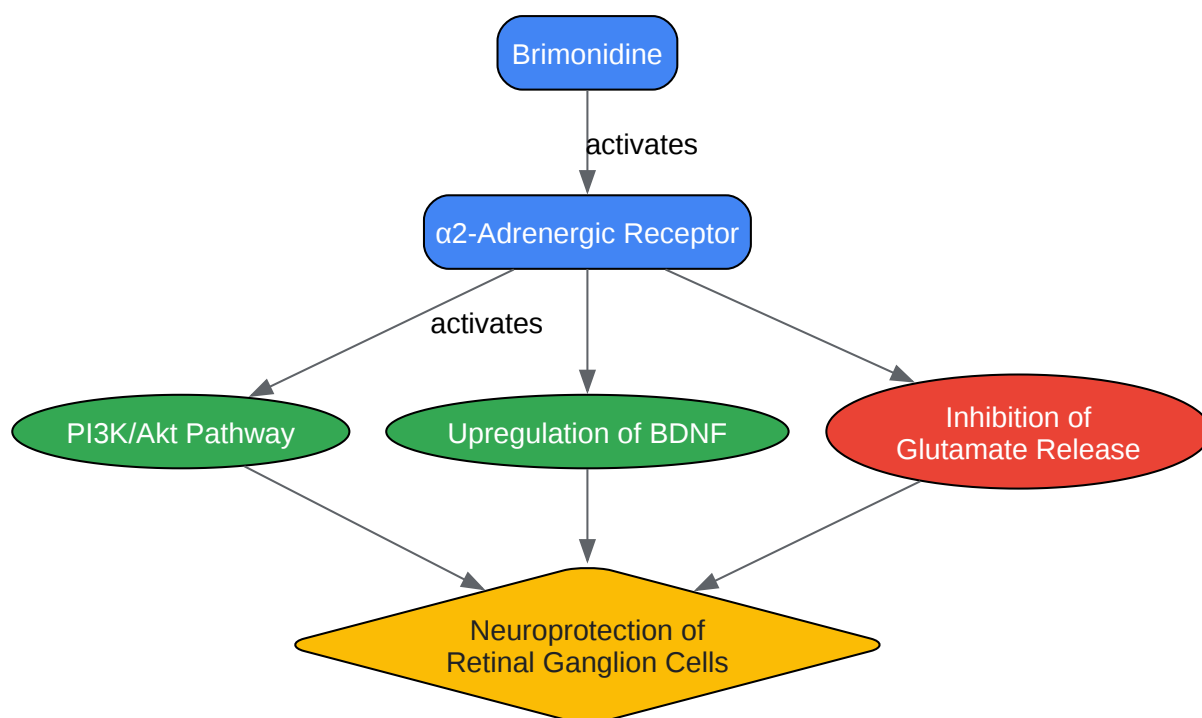 Brimonidine
activates
α2-Adrenergic Receptor
activates
PI3K/Akt Pathway
Upregulation of BDNF
Inhibition of
Glutamate Release
Neuroprotection of
Retinal Ganglion Cells